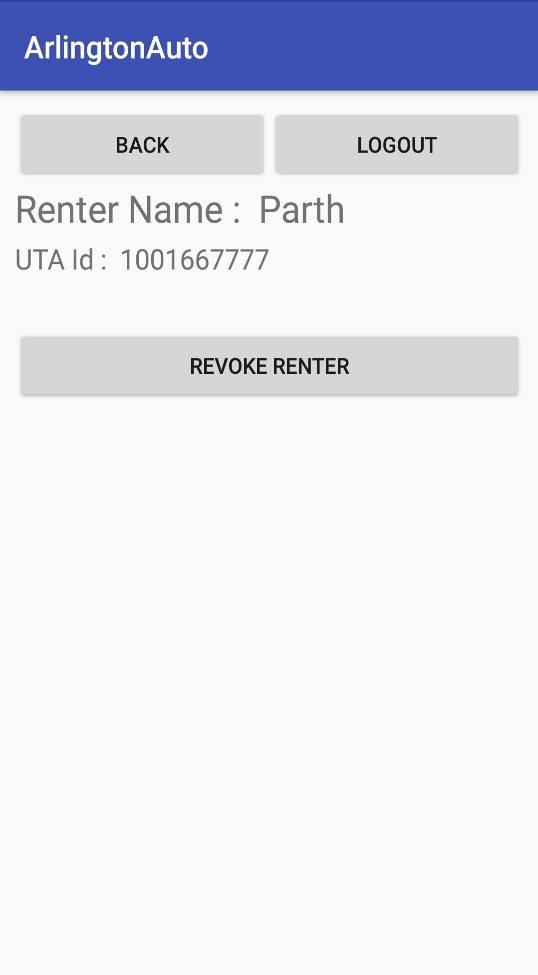 ArlingtonAuto
BACK LOGOUT
Renter Name : Parth
UTA Id : 1001667777
REVOKE RENTER